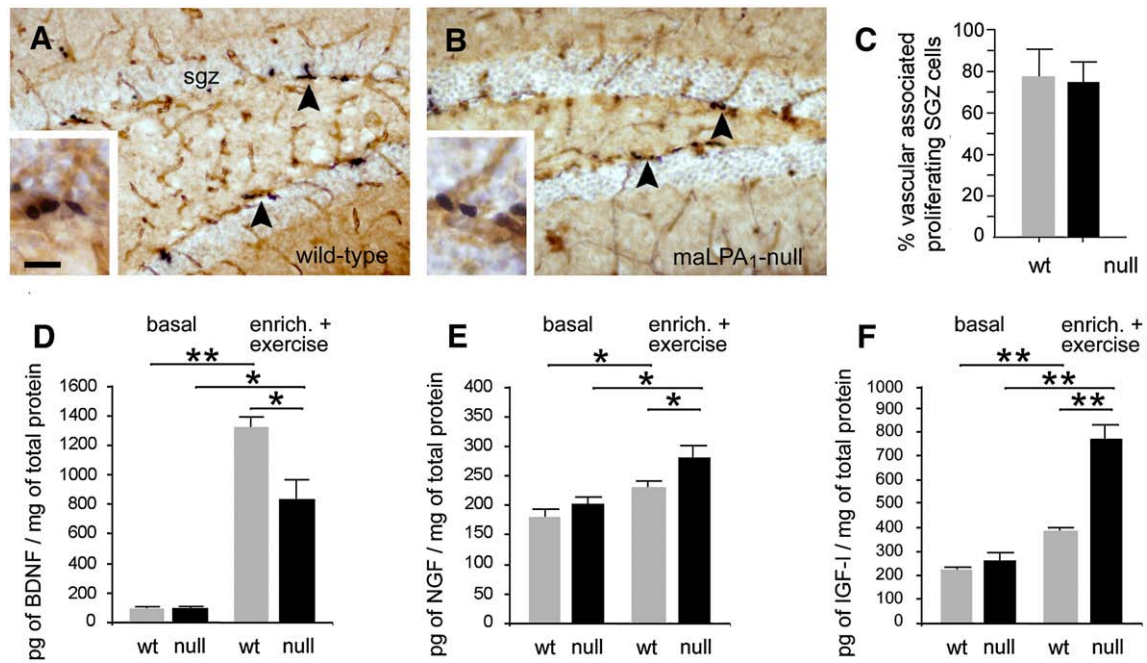 A
sgz
wild-type
B
maLPA₁-null
C
% vascular associated
proliferating SGZ cells
100
80
60
40
20
0
wt null
D
basal enrich. +
exercise
**
*
*
pg of BDNF / mg of total protein
1600
1400
1200
1000
800
600
400
200
0
wt null wt null
E
basal enrich. +
exercise
*
*
*
pg of NGF / mg of total protein
400
350
300
250
200
150
100
50
0
wt null wt null
F
basal enrich. +
exercise
**
**
**
pg of IGF-I / mg of total protein
1000
900
800
700
600
500
400
300
200
100
0
wt null wt null